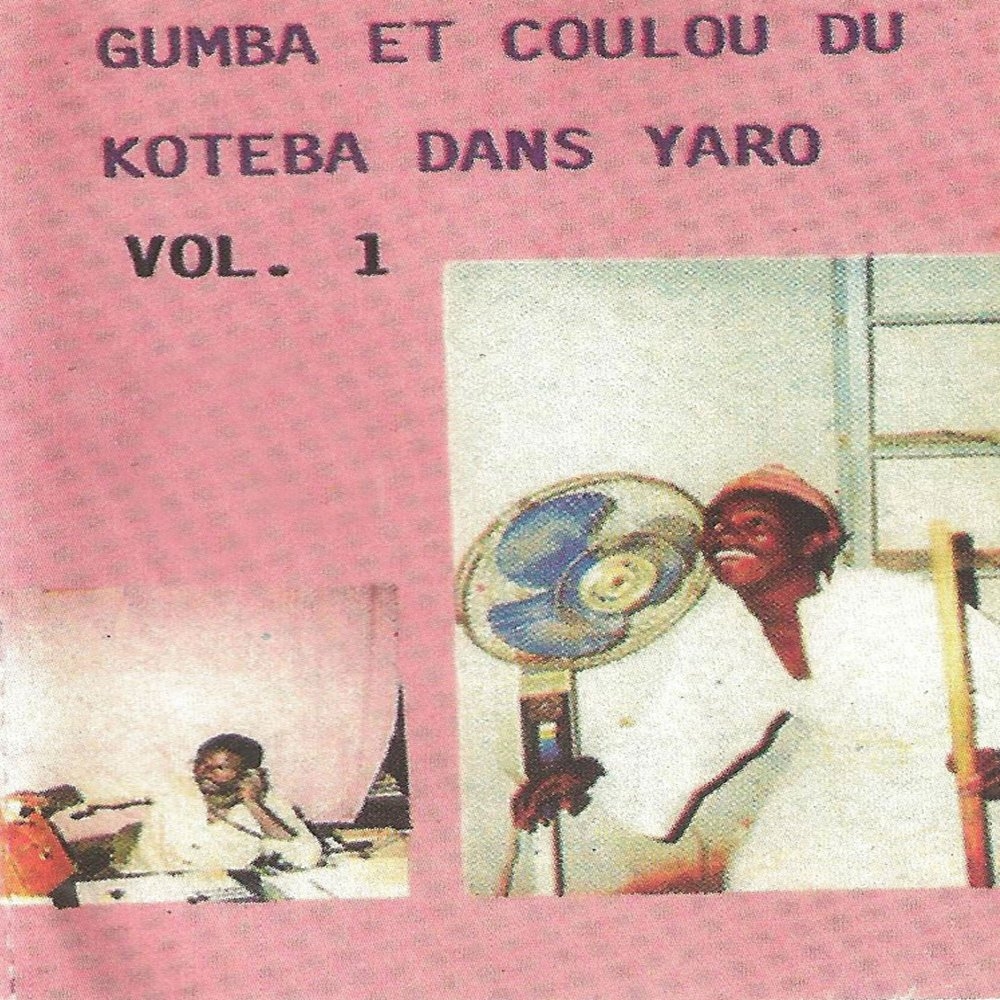 GUMBA ET COULOU DU
KOTEBA DANS YARO
VOL. 1